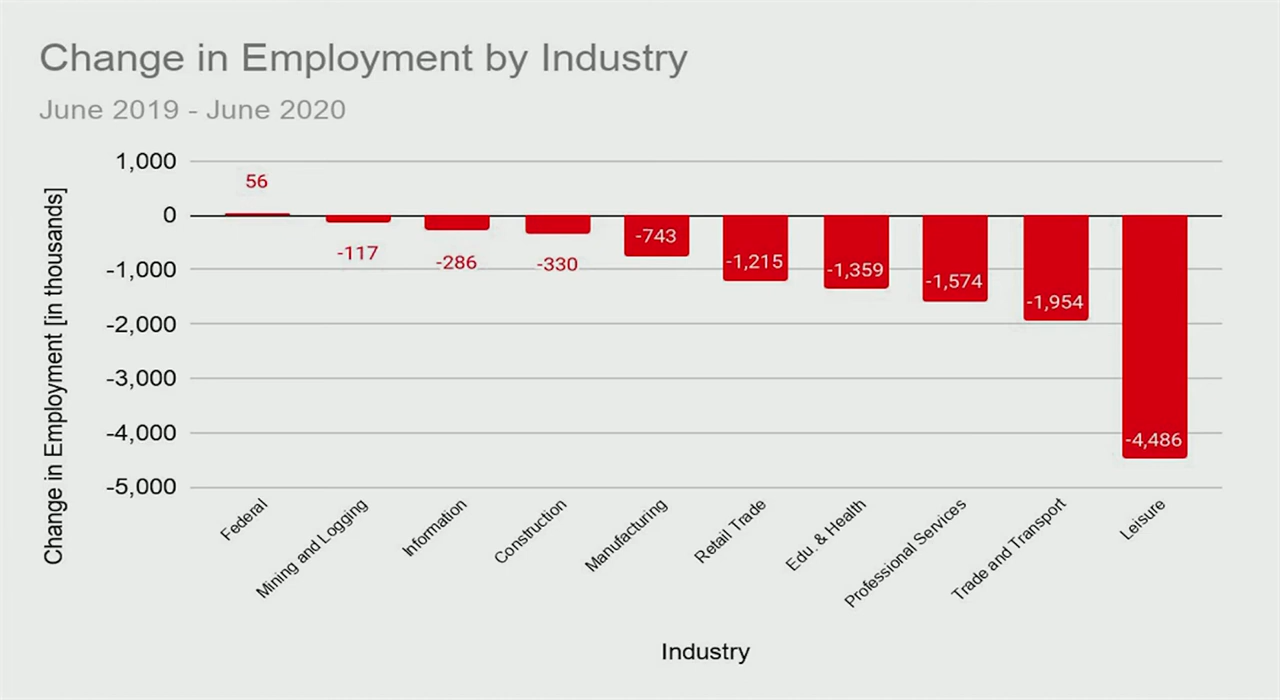 Change in Employment by Industry
June 2019 - June 2020
Change in Employment [in thousands]
1,000
0
-1,000
-2,000
-3,000
-4,000
-5,000
56
-117
-286
-330
-743
-1,215
-1,359
-1,574
-1,954
-4,486
Federal
Mining and Logging
Information
Construction
Manufacturing
Retail Trade
Edu. & Health
Professional Services
Trade and Transport
Leisure
Industry